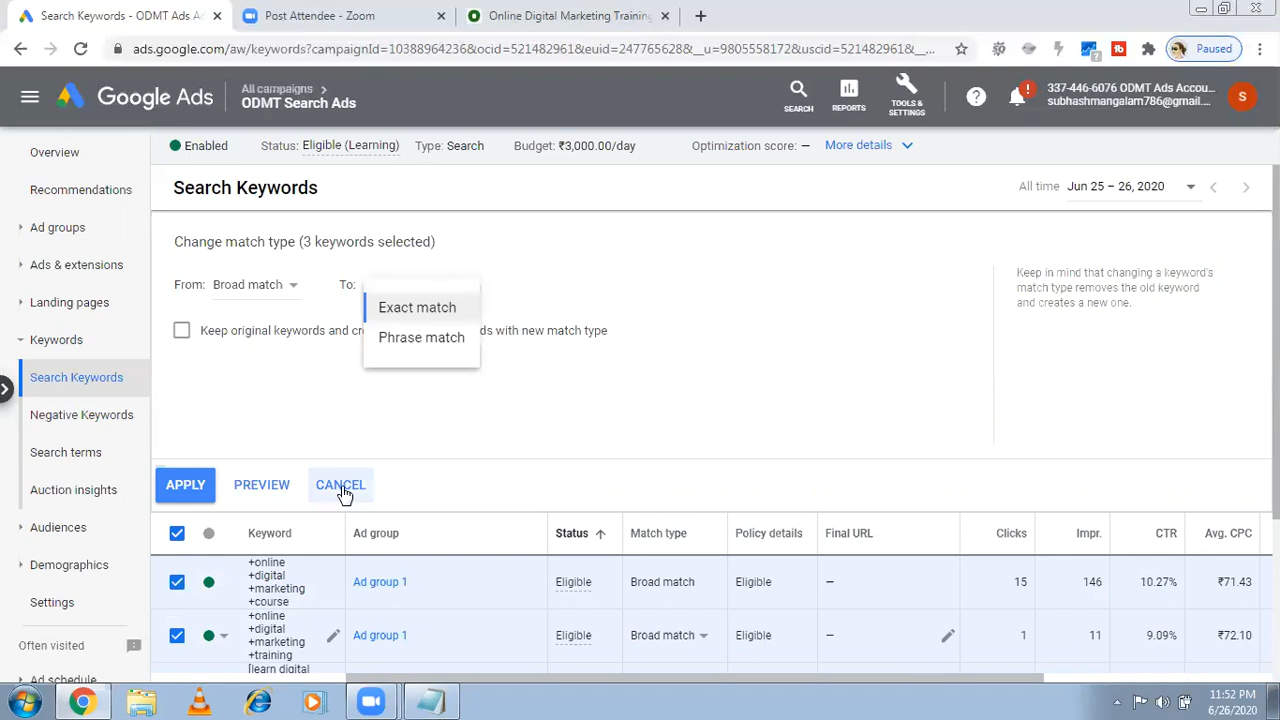 Search Keywords - ODMT Ads Acc
Post Attendee - Zoom
Online Digital Marketing Training
ads.google.com/aw/keywords?campaignId=10398964236&ocid=521482961&euid=247765628&__u=9805558172&uscid=521482961&__...
Paused
Google Ads
All campaigns
ODMT Search Ads
SEARCH
REPORTS
TOOLS &
SETTINGS
337-446-6076 ODMT Ads Accou...
subhashmangalam786@gmail....
S
Enabled
Status: Eligible (Learning)
Type: Search
Budget: ₹3,000.00/day
Optimization score: –
More details
Overview
Recommendations
Ad groups
Ads & extensions
Landing pages
Keywords
Search Keywords
Negative Keywords
Search terms
Auction insights
Audiences
Demographics
Settings
Often visited
Ad schedule
Search Keywords
All time
Jun 25 – 26, 2020
Change match type (3 keywords selected)
From: Broad match
To:
Exact match
Phrase match
Keep original keywords and cre
ds with new match type
Keep in mind that changing a keyword's
match type removes the old keyword
and creates a new one.
APPLY
PREVIEW
CANCEL
Keyword
Ad group
Status
Match type
Policy details
Final URL
Clicks
Impr.
CTR
Avg. CPC
+online
+digital
+marketing
+course
Ad group 1
Eligible
Broad match
Eligible
–
15
146
10.27%
₹71.43
+online
+digital
+marketing
+training
Ad group 1
Eligible
Broad match
Eligible
–
1
11
9.09%
₹72.10
[learn digital
11:52 PM
6/26/2020